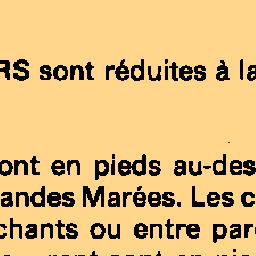 RS sont réduites à la
ont en pieds au-des
andes Marées. Les c
chants ou entre par